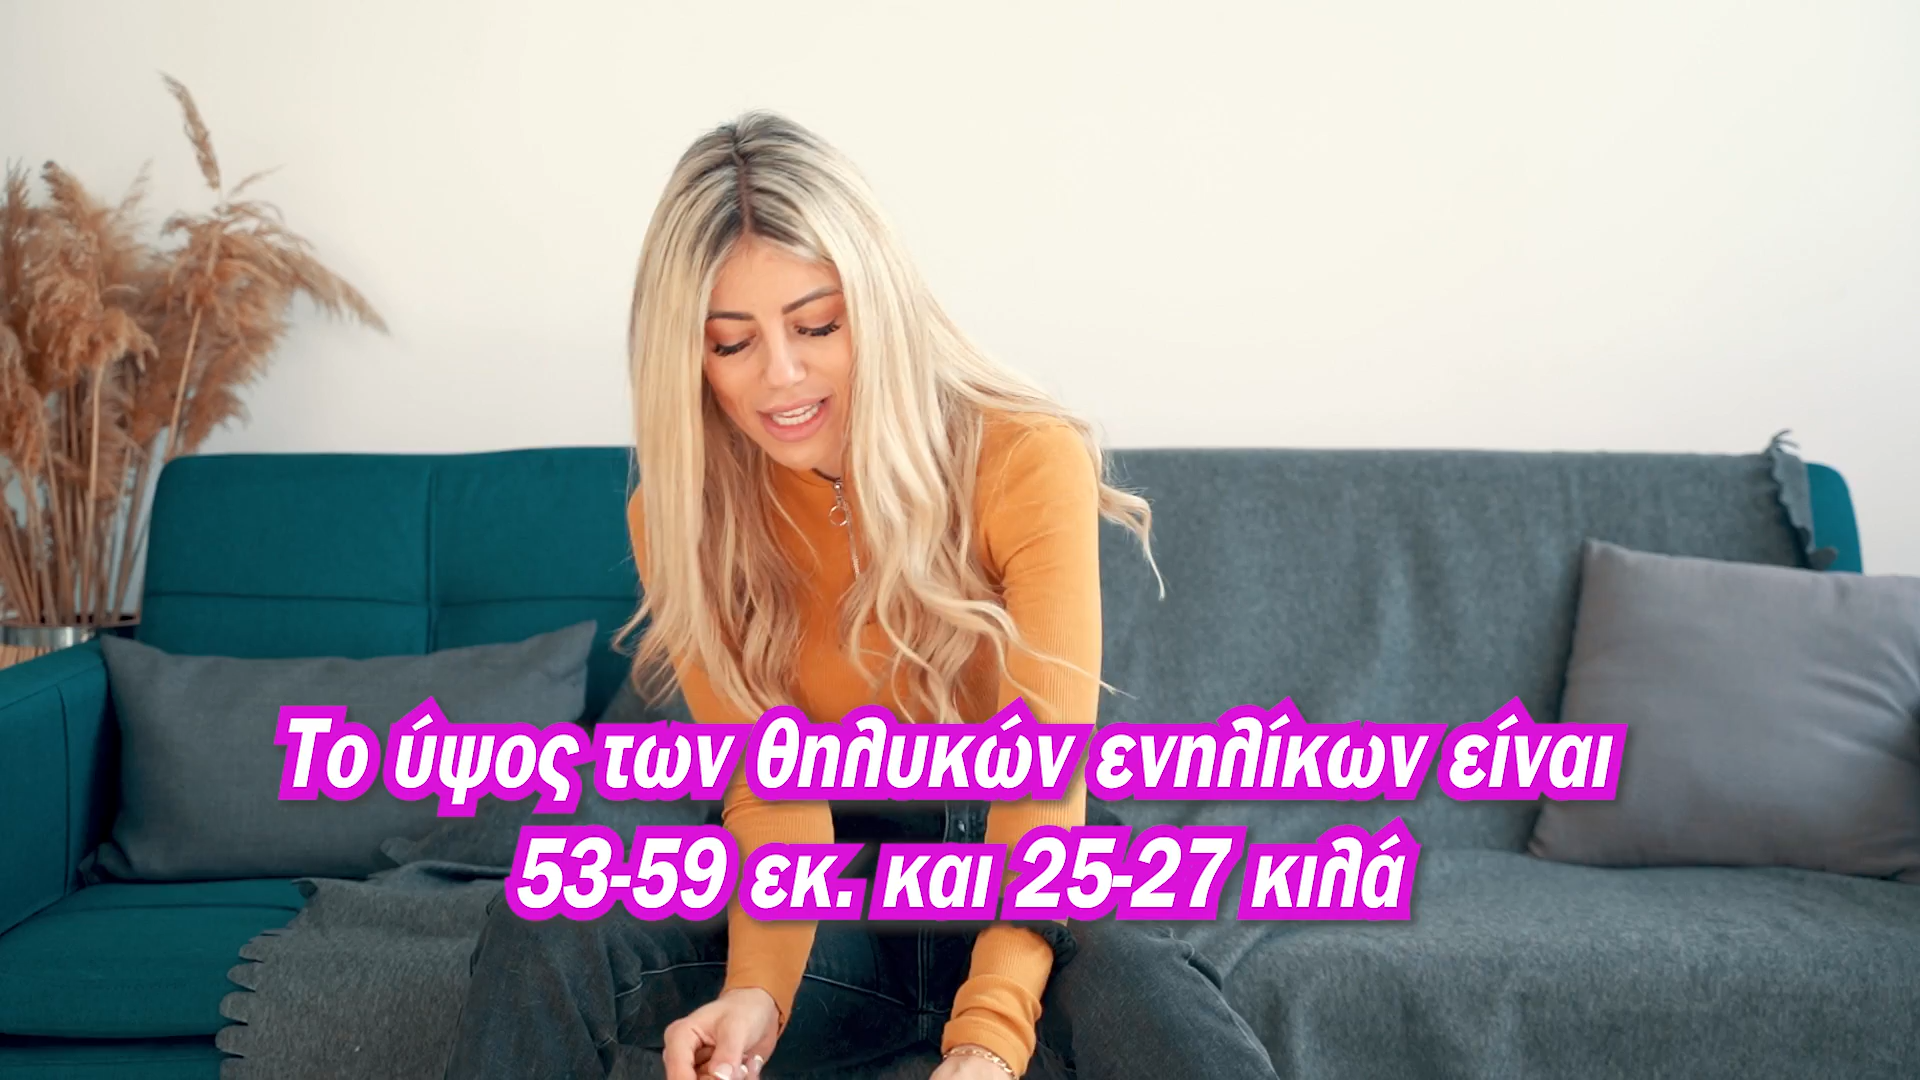 Το ύψος των θηλυκών ενηλίκων είναι
53-59 εκ. και 25-27 κιλά